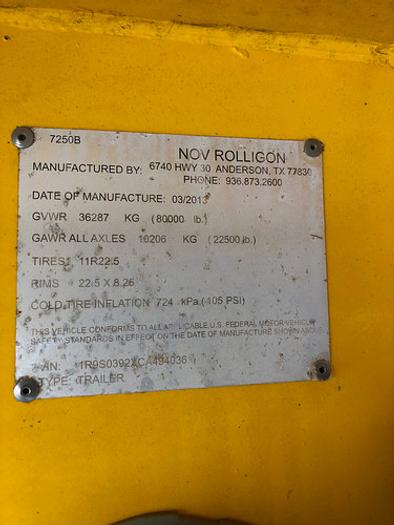 7250B
NOV ROLLIGON
MANUFACTURED BY: 6740 HWY 30 ANDERSON, TX 77830
PHONE: 936.873.2600
DATE OF MANUFACTURE: 03/2013
GVWR 36287 KG (80000 lb.)
GAWR ALL AXLES 10206 KG (22500 lb.)
TIRES 11R22.5
RIMS 22.5 X 8.25
COLD TIRE INFLATION 724 kPa (105 PSI)
THIS VEHICLE CONFORMS TO ALL APPLICABLE U.S. FEDERAL MOTOR VEHICLE
SAFETY STANDARDS IN EFFECT ON THE DATE OF MANUFACTURE SHOWN
TYPE: TRAILER